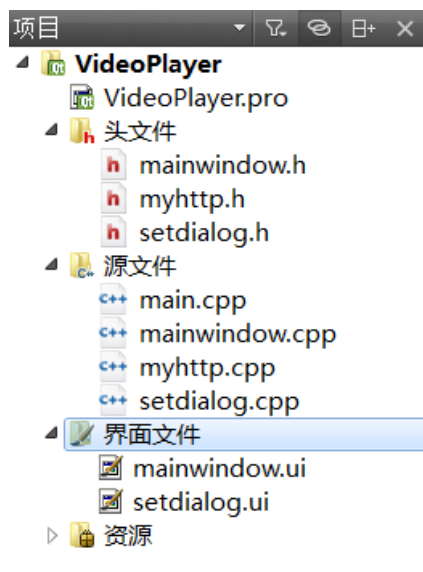 项目
VideoPlayer
VideoPlayer.pro
头文件
mainwindow.h
myhttp.h
setdialog.h
源文件
main.cpp
mainwindow.cpp
myhttp.cpp
setdialog.cpp
界面文件
mainwindow.ui
setdialog.ui
资源